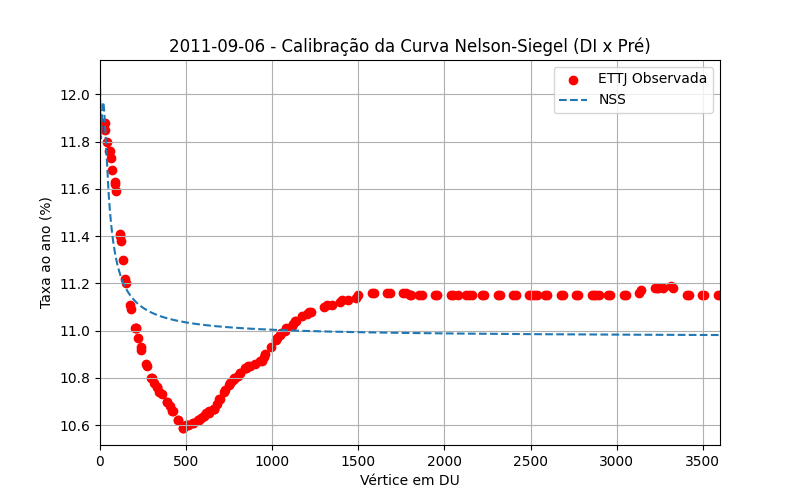 2011-09-06 - Calibração da Curva Nelson-Siegel (DI x Pré)
ETTJ Observada
NSS
Taxa ao ano (%)
12.0
11.8
11.6
11.4
11.2
11.0
10.8
10.6
0 500 1000 1500 2000 2500 3000 3500
Vértice em DU